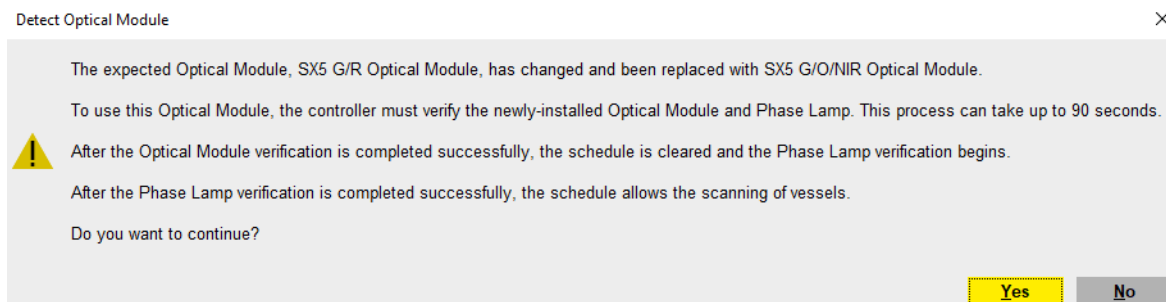 Detect Optical Module
The expected Optical Module, SX5 G/R Optical Module, has changed and been replaced with SX5 G/O/NIR Optical Module.
To use this Optical Module, the controller must verify the newly-installed Optical Module and Phase Lamp. This process can take up to 90 seconds.
After the Optical Module verification is completed successfully, the schedule is cleared and the Phase Lamp verification begins.
After the Phase Lamp verification is completed successfully, the schedule allows the scanning of vessels.
Do you want to continue?
Yes No